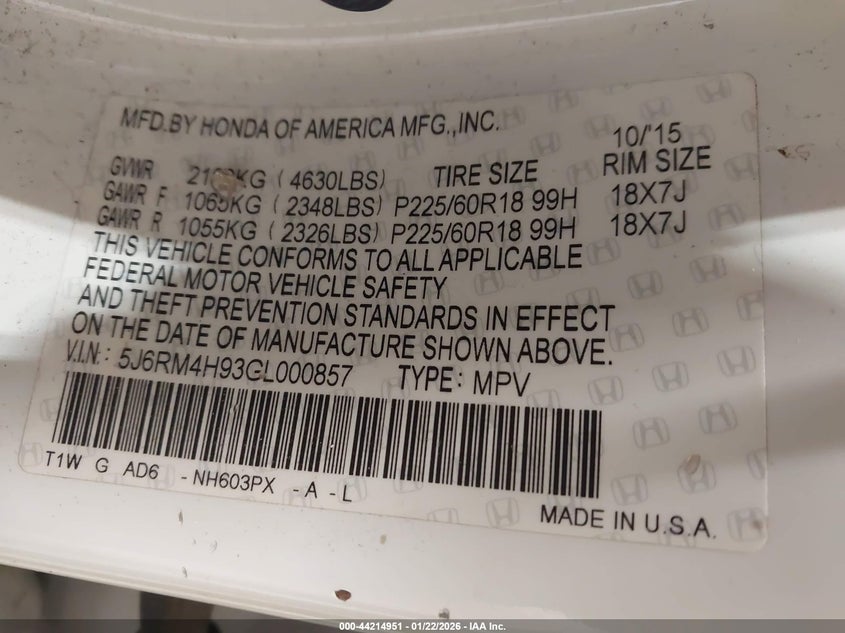 MFD.BY HONDA OF AMERICA MFG.,INC. 10/'15
GVWR (4630LBS) TIRE SIZE RIM SIZE
GAWR F 1065KG (2348LBS) P225/60R18 99H 18X7J
GAWR R 1055KG (2326LBS) P225/60R18 99H 18X7J
THIS VEHICLE CONFORMS TO ALL APPLICABLE
FEDERAL MOTOR VEHICLE SAFETY
AND THEFT PREVENTION STANDARDS IN EFFECT
ON THE DATE OF MANUFACTURE SHOWN ABOVE.
V.I.N.: 5J6RM4H93GL000857 TYPE: MPV
T1W G AD6 - NH603PX - A - L
MADE IN U.S.A.
000-44214951 - 01/22/2026 - IAA Inc.